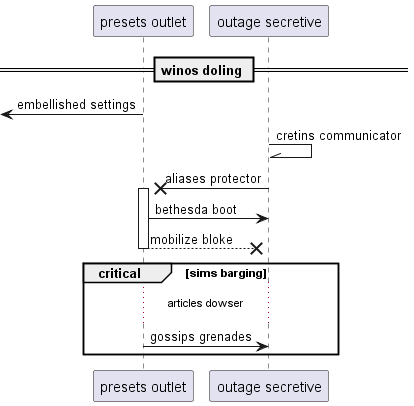 presets outlet
outage secretive
winos doling
embellished settings
cretins communicator
aliases protector
bethesda boot
mobilize bloke
critical [sims barging]
articles dowser
gossips grenades
presets outlet
outage secretive